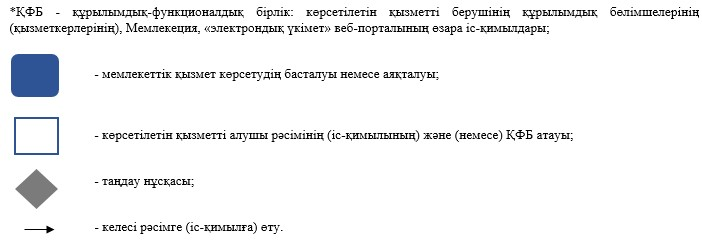 *ҚФБ - құрылымдық-функционалдық бірлік: көрсетілетін қызметті берушінің құрылымдық бөлімшелерінің
(қызметкерлерінің), Мемлекеция, «электрондық үкімет» веб-порталының өзара іс-қимылдары;
- мемлекеттік қызмет көрсетудің басталуы немесе аяқталуы;
- көрсетілетін қызметті алушы рәсімінің (іс-қимылының) және (немесе) ҚФБ атауы;
- таңдау нұсқасы;
- келесі рәсімге (іс-қимылға) өту.